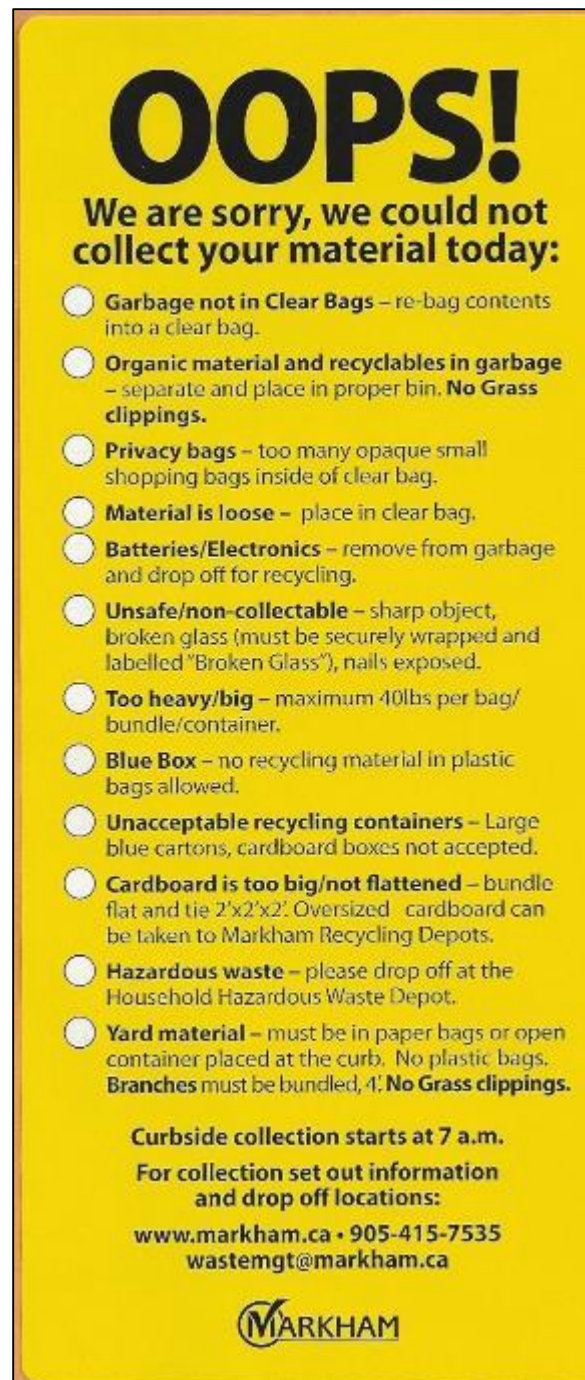 OOPS!
We are sorry, we could not
collect your material today:
Garbage not in Clear Bags – re-bag contents
into a clear bag.
Organic material and recyclables in garbage
– separate and place in proper bin. No Grass
clippings.
Privacy bags – too many opaque small
shopping bags inside of clear bag.
Material is loose – place in clear bag.
Batteries/Electronics – remove from garbage
and drop off for recycling.
Unsafe/non-collectable – sharp object,
broken glass (must be securely wrapped and
labelled "Broken Glass"), nails exposed.
Too heavy/big – maximum 40lbs per bag/
bundle/container.
Blue Box – no recycling material in plastic
bags allowed.
Unacceptable recycling containers – Large
blue cartons, cardboard boxes not accepted.
Cardboard is too big/not flattened – bundle
flat and tie 2'x2'x2'. Oversized cardboard can
be taken to Markham Recycling Depots.
Hazardous waste – please drop off at the
Household Hazardous Waste Depot.
Yard material – must be in paper bags or open
container placed at the curb. No plastic bags.
Branches must be bundled, 4'. No Grass clippings.
Curbside collection starts at 7 a.m.
For collection set out information
and drop off locations:
www.markham.ca • 905-415-7535
wastemgt@markham.ca
MARKHAM